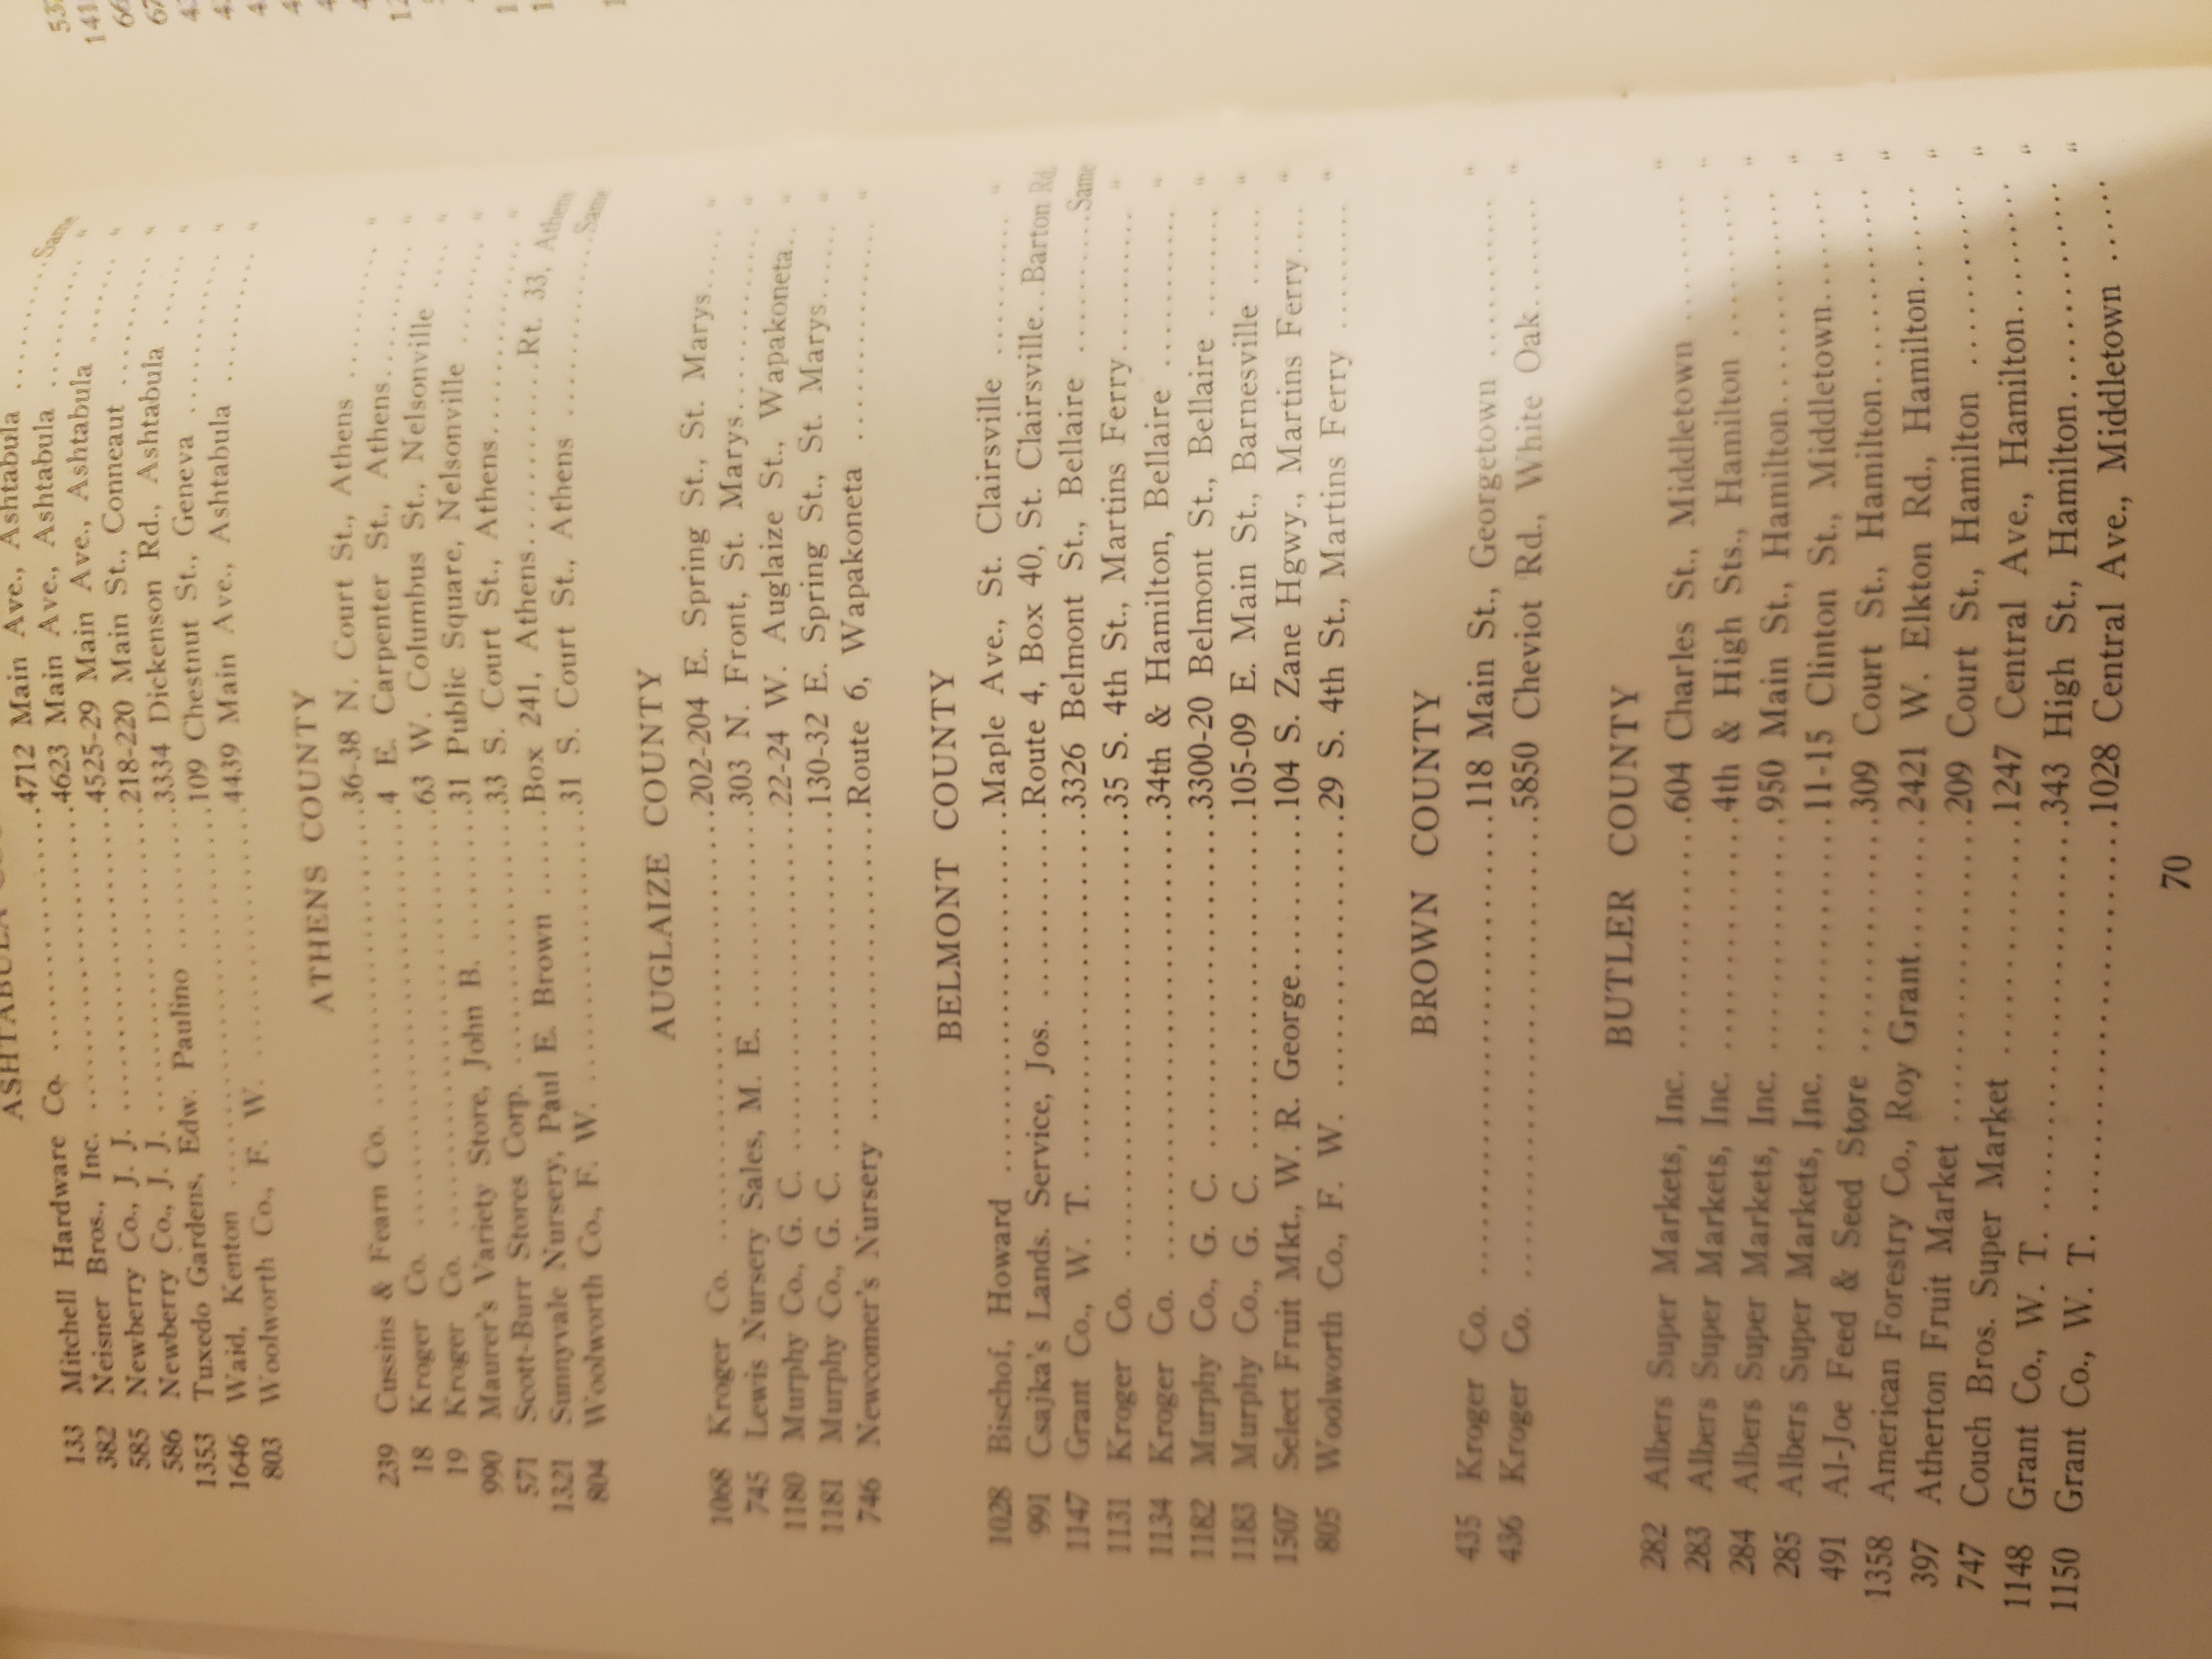 ASHTABULA
133 Mitchell Hardware Co. ..........4712 Main Ave., Ashtabula ..........Same
382 Neisner Bros., Inc. ..........4623 Main Ave., Ashtabula .......... "
585 Newberry Co., J. J. ..........4525-29 Main Ave., Ashtabula .......... "
586 Newberry Co., J. J. ..........218-220 Main St., Conneaut .......... "
1353 Tuxedo Gardens, Edw. Paulino ..........3334 Dickenson Rd., Ashtabula .......... "
1646 Waid, Kenton ..........109 Chestnut St., Geneva .......... "
803 Woolworth Co., F. W. ..........4439 Main Ave., Ashtabula .......... "
ATHENS COUNTY
239 Cussins & Fearn Co. ..........36-38 N. Court St., Athens .......... "
18 Kroger Co. ..........4 E. Carpenter St., Athens.......... "
19 Kroger Co. ..........63 W. Columbus St., Nelsonville .... "
990 Maurer's Variety Store, John B. ..........31 Public Square, Nelsonville ........ "
571 Scott-Burr Stores Corp. ..........33 S. Court St., Athens.......... "
1321 Sunnyvale Nursery, Paul E. Brown ......Box 241, Athens..........Rt. 33, Athens
804 Woolworth Co., F. W. ..........31 S. Court St., Athens ..........Same
AUGLAIZE COUNTY
1068 Kroger Co. ..........202-204 E. Spring St., St. Marys..... "
745 Lewis Nursery Sales, M. E. ..........303 N. Front, St. Marys.......... "
1180 Murphy Co., G. C. ..........22-24 W. Auglaize St., Wapakoneta.. "
1181 Murphy Co., G. C. ..........130-32 E. Spring St., St. Marys...... "
746 Newcomer's Nursery ..........Route 6, Wapakoneta .......... "
BELMONT COUNTY
1028 Bischof, Howard ..........Maple Ave., St. Clairsville ........ "
991 Csajka's Lands. Service, Jos. ..........Route 4, Box 40, St. Clairsville..Barton Rd.
1147 Grant Co., W. T. ..........3326 Belmont St., Bellaire ..........Same
1131 Kroger Co. ..........35 S. 4th St., Martins Ferry.......... "
1134 Kroger Co. ..........34th & Hamilton, Bellaire .......... "
1182 Murphy Co., G. C. ..........3300-20 Belmont St., Bellaire ........ "
1183 Murphy Co., G. C. ..........105-09 E. Main St., Barnesville ...... "
1507 Select Fruit Mkt., W. R. George..........104 S. Zane Hgwy., Martins Ferry.... "
805 Woolworth Co., F. W. ..........29 S. 4th St., Martins Ferry ........ "
BROWN COUNTY
435 Kroger Co. ..........118 Main St., Georgetown .......... "
436 Kroger Co. ..........5850 Cheviot Rd., White Oak........ "
BUTLER COUNTY
282 Albers Super Markets, Inc. ..........604 Charles St., Middletown ........ "
283 Albers Super Markets, Inc. ..........4th & High Sts., Hamilton .......... "
284 Albers Super Markets, Inc. ..........950 Main St., Hamilton.......... "
285 Albers Super Markets, Inc. ..........11-15 Clinton St., Middletown........ "
491 Al-Joe Feed & Seed Store ..........309 Court St., Hamilton.......... "
1358 American Forestry Co., Roy Grant..........2421 W. Elkton Rd., Hamilton...... "
397 Atherton Fruit Market ..........209 Court St., Hamilton .......... "
747 Couch Bros. Super Market ..........1247 Central Ave., Hamilton........ "
1148 Grant Co., W. T. ..........343 High St., Hamilton.......... "
1150 Grant Co., W. T. ..........1028 Central Ave., Middletown ..... "
70